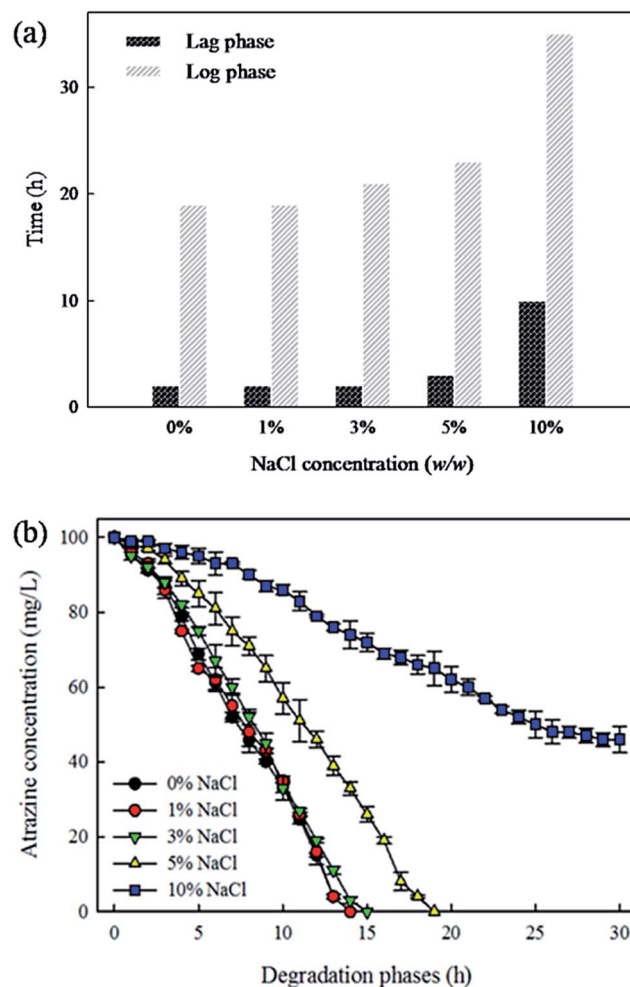 (a)
Lag phase
Log phase
30
20
10
0
Time (h)
0% 1% 3% 5% 10%
NaCl concentration (w/w)
(b)
100
80
60
40
20
0
Atrazine concentration (mg/L)
0% NaCl
1% NaCl
3% NaCl
5% NaCl
10% NaCl
0 5 10 15 20 25 30
Degradation phases (h)